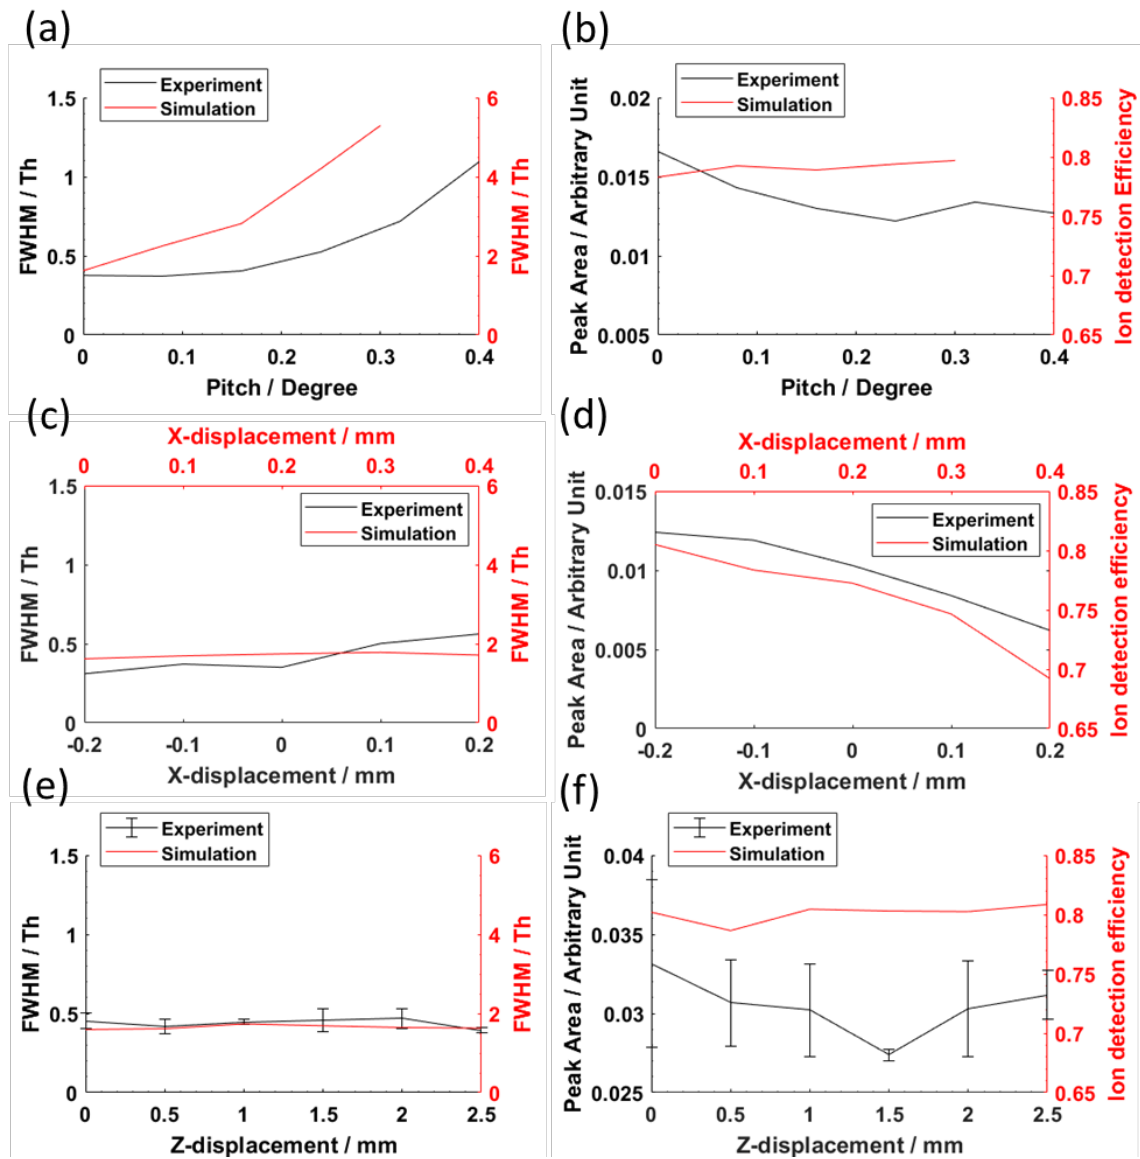 (a)
Experiment
Simulation
FWHM / Th
1.5
1
0.5
0
6
4
2
0
FWHM / Th
0 0.1 0.2 0.3 0.4
Pitch / Degree
(b)
Experiment
Simulation
Peak Area / Arbitrary Unit
0.02
0.015
0.01
0.005
0.85
0.8
0.75
0.7
0.65
Ion detection Efficiency
0 0.1 0.2 0.3 0.4
Pitch / Degree
(c)
X-displacement / mm
0 0.1 0.2 0.3 0.4
Experiment
Simulation
FWHM / Th
1.5
1
0.5
0
6
4
2
0
FWHM / Th
-0.2 -0.1 0 0.1 0.2
X-displacement / mm
(d)
X-displacement / mm
0 0.1 0.2 0.3 0.4
Experiment
Simulation
Peak Area / Arbitrary Unit
0.015
0.01
0.005
0
0.85
0.8
0.75
0.7
0.65
Ion detection efficiency
-0.2 -0.1 0 0.1 0.2
X-displacement / mm
(e)
Experiment
Simulation
FWHM / Th
1.5
1
0.5
0
6
4
2
0
FWHM / Th
0 0.5 1 1.5 2 2.5
Z-displacement / mm
(f)
Experiment
Simulation
Peak Area / Arbitrary Unit
0.04
0.035
0.03
0.025
0.85
0.8
0.75
0.7
0.65
Ion detection efficiency
0 0.5 1 1.5 2 2.5
Z-displacement / mm